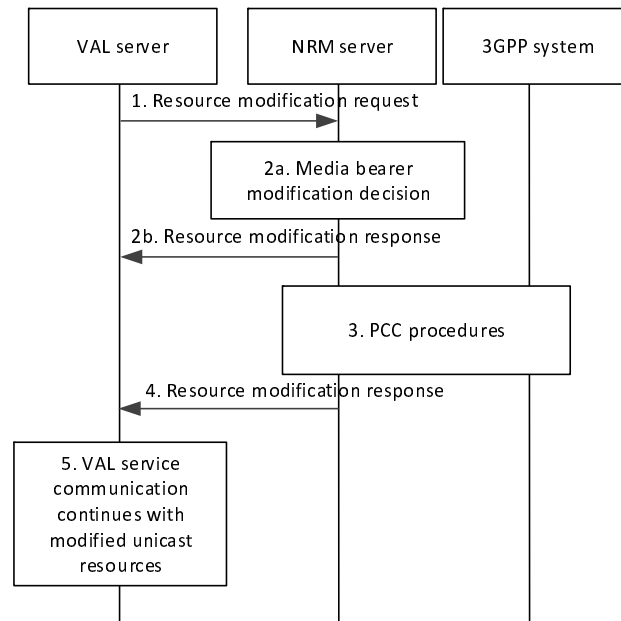 VAL server
NRM server
3GPP system
1. Resource modification request
2a. Media bearer
modification decision
2b. Resource modification response
3. PCC procedures
4. Resource modification response
5. VAL service
communication
continues with
modified unicast
resources